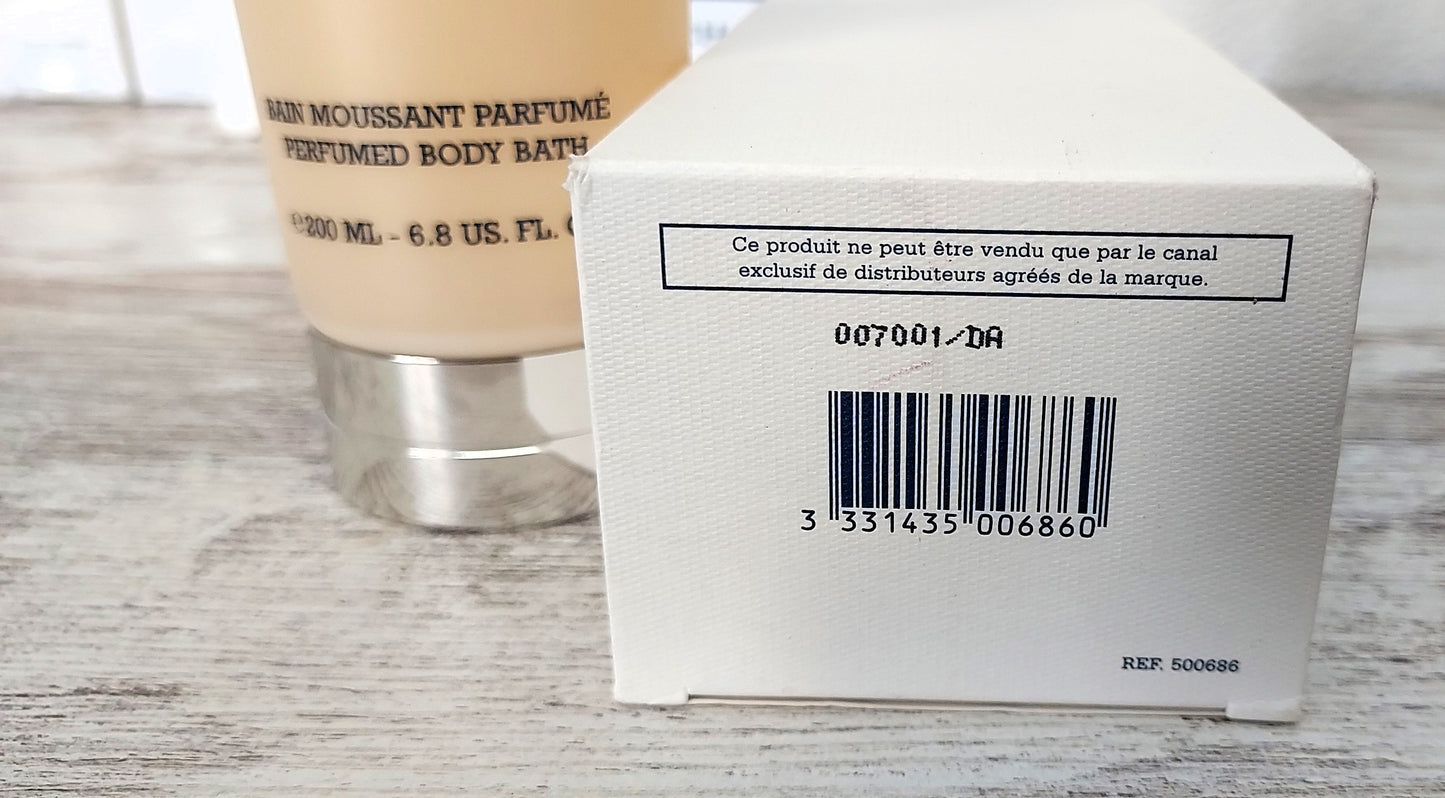 BAIN MOUSSANT PARFUMÉ
PERFUMED BODY BATH
℮200 ML - 6.8 US. FL.
Ce produit ne peut être vendu que par le canal
exclusif de distributeurs agréés de la marque.
007001/DA
3 331435 006860
REF. 500686